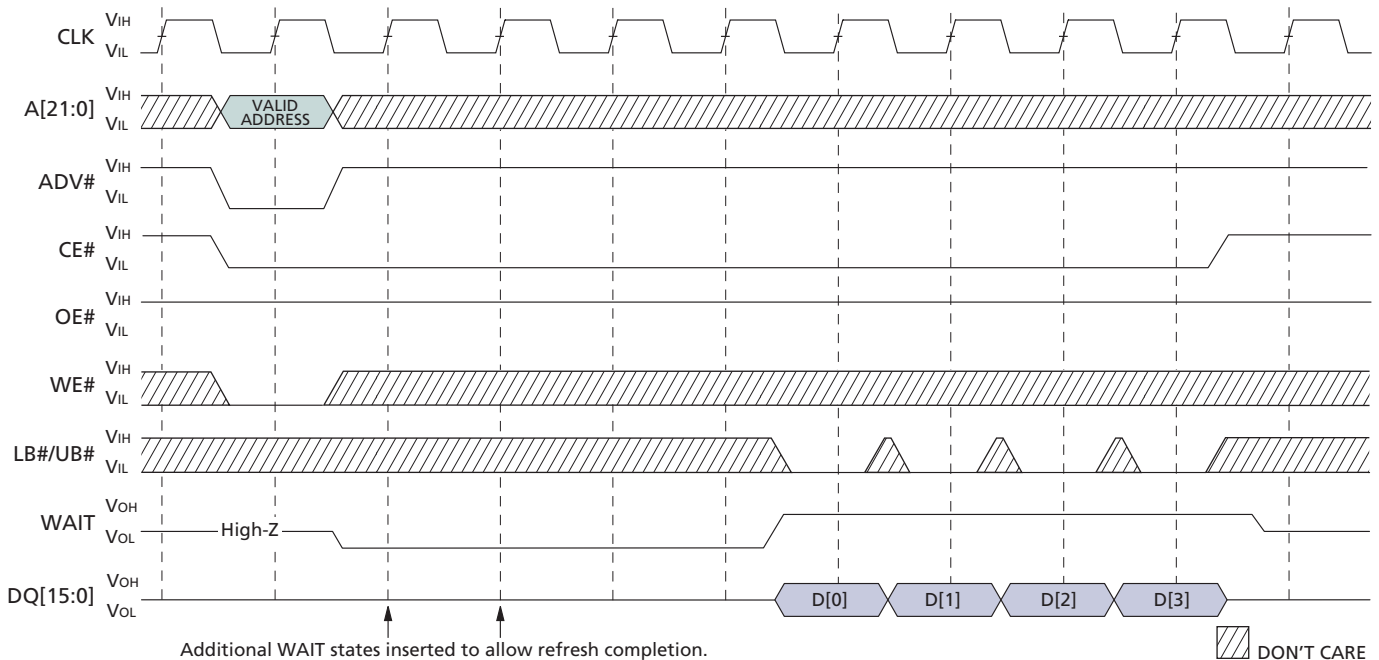 CLK VIH
VIL
A[21:0] VIH
VIL
VALID
ADDRESS
ADV# VIH
VIL
CE# VIH
VIL
OE# VIH
VIL
WE# VIH
VIL
LB#/UB# VIH
VIL
WAIT VOH
VOL
High-Z
DQ[15:0] VOH
VOL
D[0] D[1] D[2] D[3]
Additional WAIT states inserted to allow refresh completion.
DON'T CARE